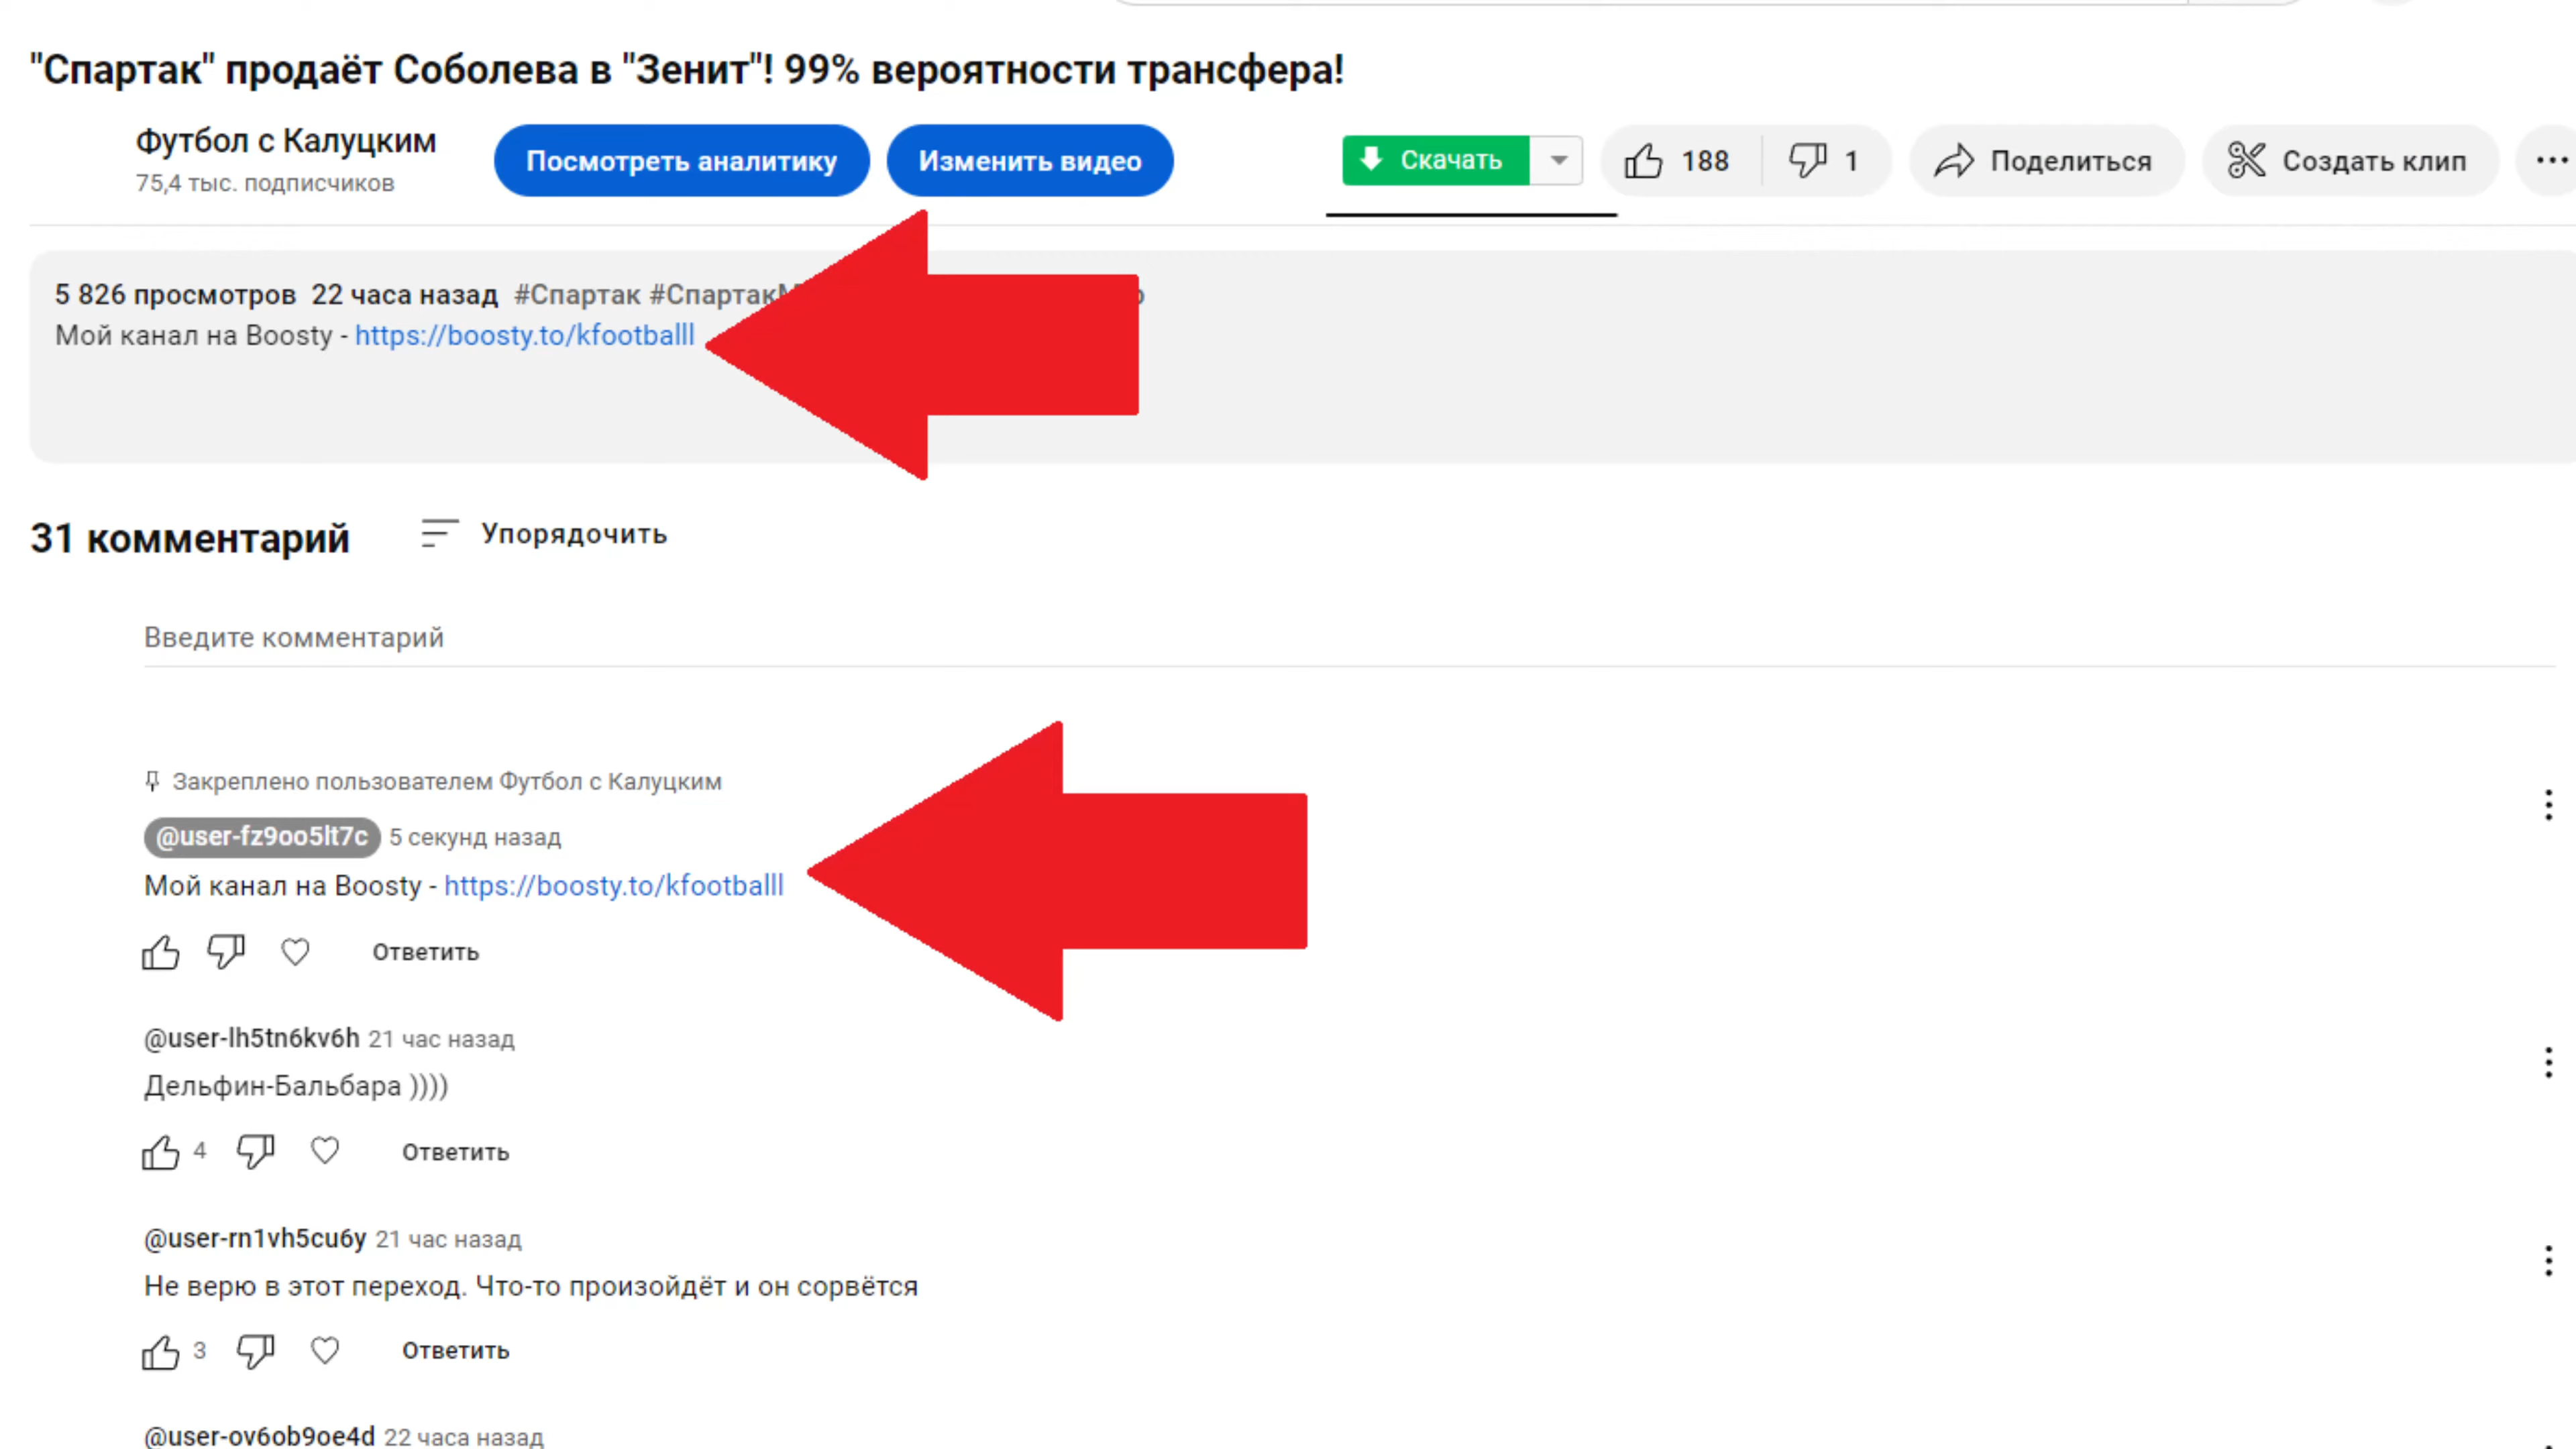 "Спартак" продаёт Соболева в "Зенит"! 99% вероятности трансфера!
Футбол с Калуцким
75,4 тыс. подписчиков
Посмотреть аналитику
Изменить видео
Скачать
188
1
Поделиться
Создать клип
5 826 просмотров 22 часа назад #Спартак
Мой канал на Boosty - https://boosty.to/kfootballl
31 комментарий
Упорядочить
Введите комментарий
Закреплено пользователем Футбол с Калуцким
@user-fz9oo5lt7c 5 секунд назад
Мой канал на Boosty - https://boosty.to/kfootballl
Ответить
@user-lh5tn6kv6h 21 час назад
Дельфин-Бальбара ))))
4
Ответить
@user-rn1vh5cu6y 21 час назад
Не верю в этот переход. Что-то произойдёт и он сорвётся
3
Ответить
@user-ov6ob9oe4d 22 часа назад